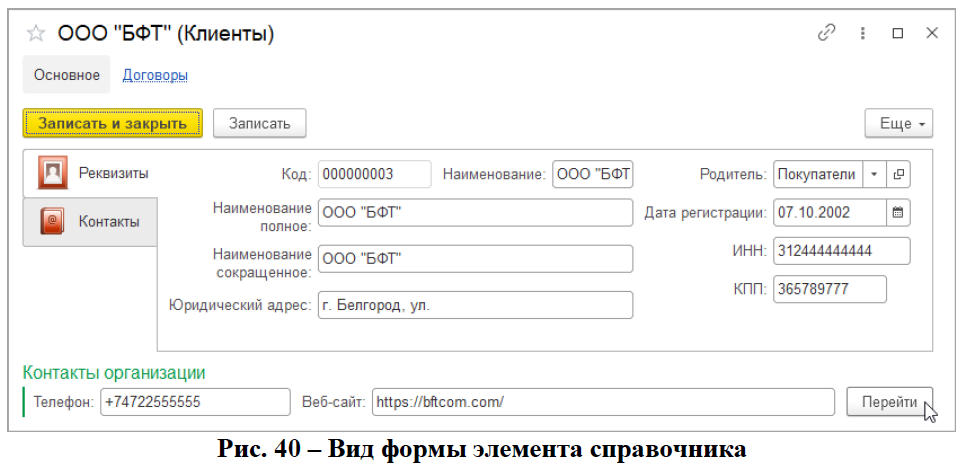 ООО "БФТ" (Клиенты)
Основное Договоры
Записать и закрыть Записать Еще
Реквизиты Код: 000000003 Наименование: ООО "БФТ Родитель: Покупатели
Контакты Наименование полное: ООО "БФТ" Дата регистрации: 07.10.2002
Наименование сокращенное: ООО "БФТ" ИНН: 312444444444
КПП: 365789777
Юридический адрес: г. Белгород, ул.
Контакты организации
Телефон: +74722555555 Веб-сайт: https://bftcom.com/ Перейти
Рис. 40 – Вид формы элемента справочника